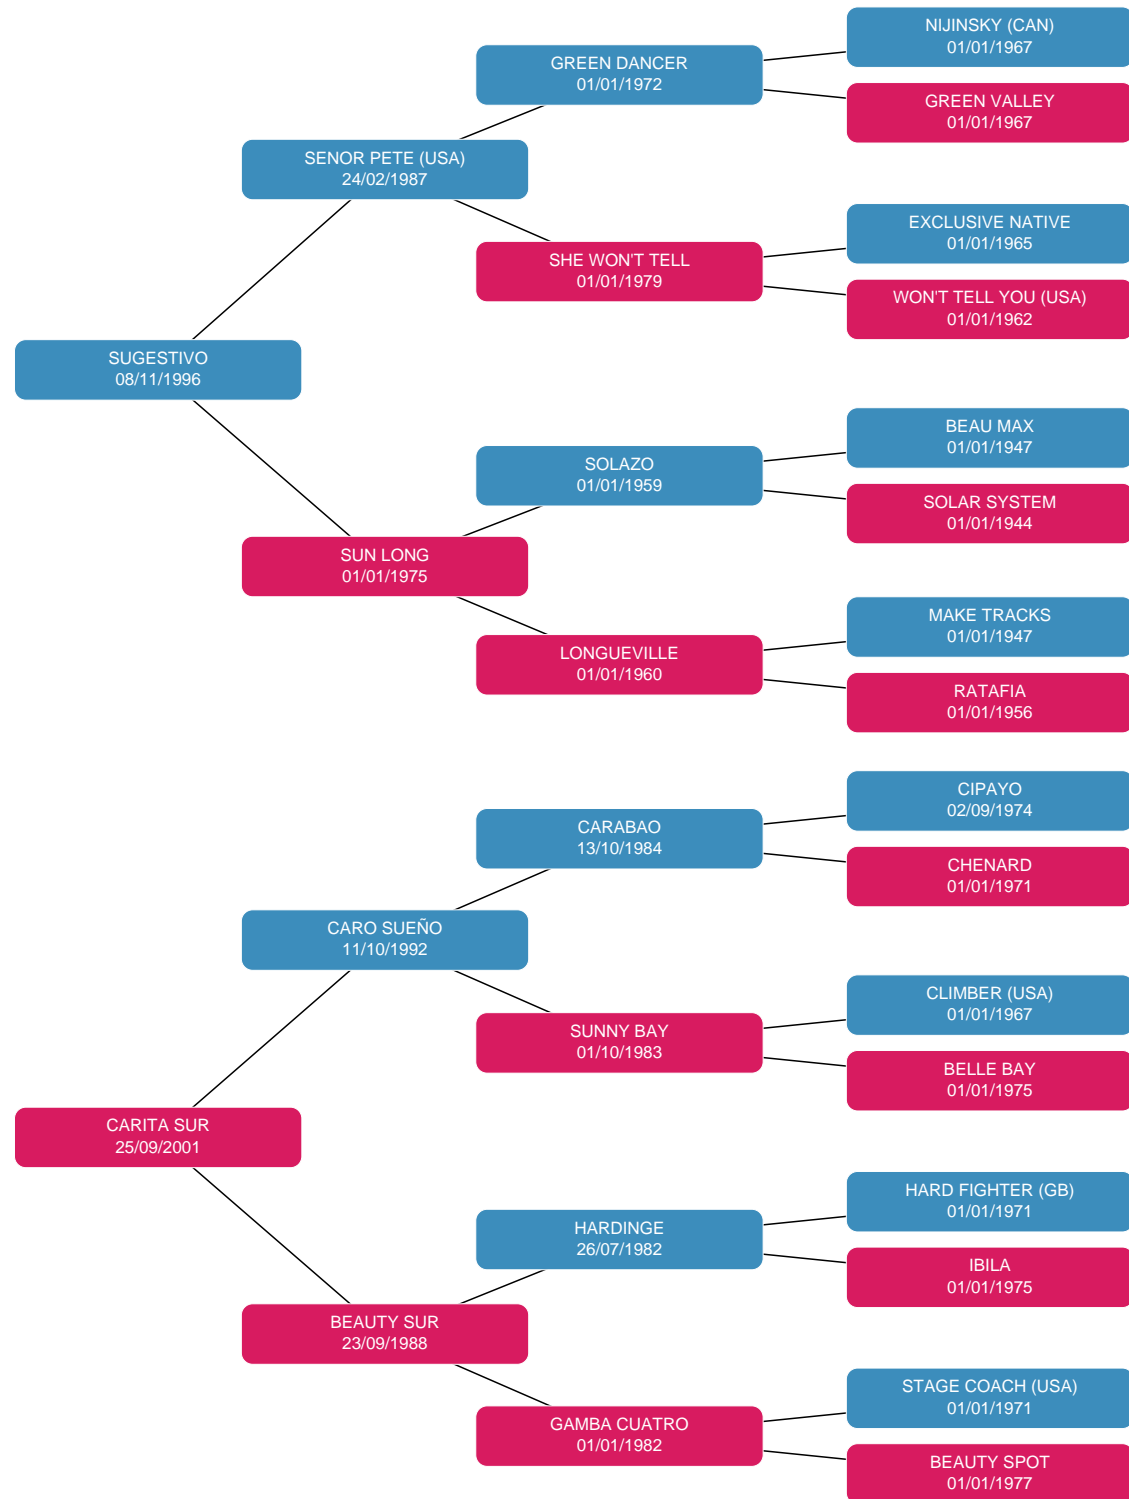 NIJINSKY (CAN)
01/01/1967
GREEN DANCER
01/01/1972
GREEN VALLEY
01/01/1967
SENOR PETE (USA)
24/02/1987
EXCLUSIVE NATIVE
01/01/1965
SHE WON'T TELL
01/01/1979
WON'T TELL YOU (USA)
01/01/1962
SUGESTIVO
08/11/1996
BEAU MAX
01/01/1947
SOLAZO
01/01/1959
SOLAR SYSTEM
01/01/1944
SUN LONG
01/01/1975
MAKE TRACKS
01/01/1947
LONGUEVILLE
01/01/1960
RATAFIA
01/01/1956
CIPAYO
02/09/1974
CARABAO
13/10/1984
CHENARD
01/01/1971
CARO SUEÑO
11/10/1992
CLIMBER (USA)
01/01/1967
SUNNY BAY
01/10/1983
BELLE BAY
01/01/1975
CARITA SUR
25/09/2001
HARD FIGHTER (GB)
01/01/1971
HARDINGE
26/07/1982
IBILA
01/01/1975
BEAUTY SUR
23/09/1988
STAGE COACH (USA)
01/01/1971
GAMBA CUATRO
01/01/1982
BEAUTY SPOT
01/01/1977